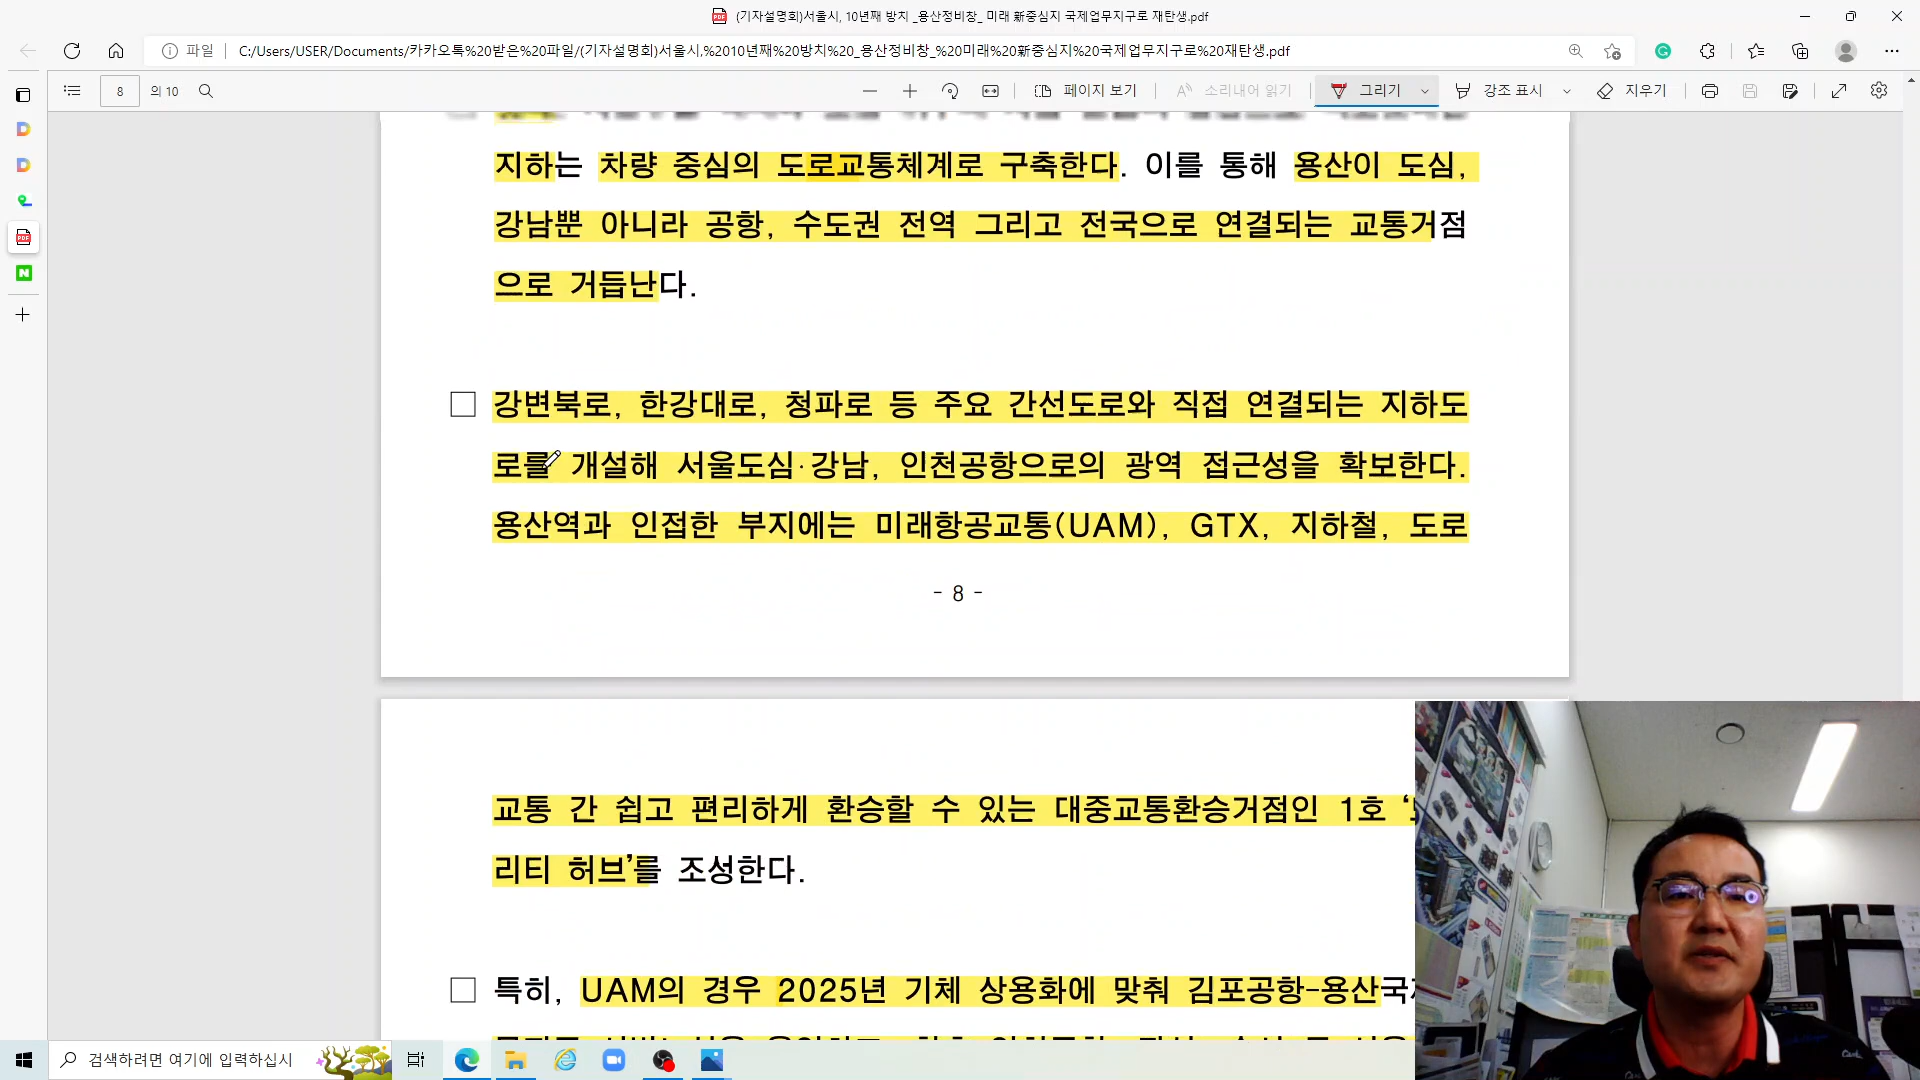 (기자설명회)서울시, 10년째 방치 _용산정비창_ 미래 新중심지 국제업무지구로 재탄생.pdf
파일 C:/Users/USER/Documents/카카오톡%20받은%20파일/(기자설명회)서울시,%2010년째%20방치%20_용산정비창_%20미래%20新중심지%20국제업무지구로%20재탄생.pdf
8 의 10 페이지 보기 소리내어 읽기 그리기 강조 표시 지우기
지하는 차량 중심의 도로교통체계로 구축한다. 이를 통해 용산이 도심,
강남뿐 아니라 공항, 수도권 전역 그리고 전국으로 연결되는 교통거점
으로 거듭난다.
□ 강변북로, 한강대로, 청파로 등 주요 간선도로와 직접 연결되는 지하도
로를 개설해 서울도심·강남, 인천공항으로의 광역 접근성을 확보한다.
용산역과 인접한 부지에는 미래항공교통(UAM), GTX, 지하철, 도로
- 8 -
교통 간 쉽고 편리하게 환승할 수 있는 대중교통환승거점인 1호 '
리티 허브'를 조성한다.
□ 특히, UAM의 경우 2025년 기체 상용화에 맞춰 김포공항-용산국
검색하려면 여기에 입력하십시